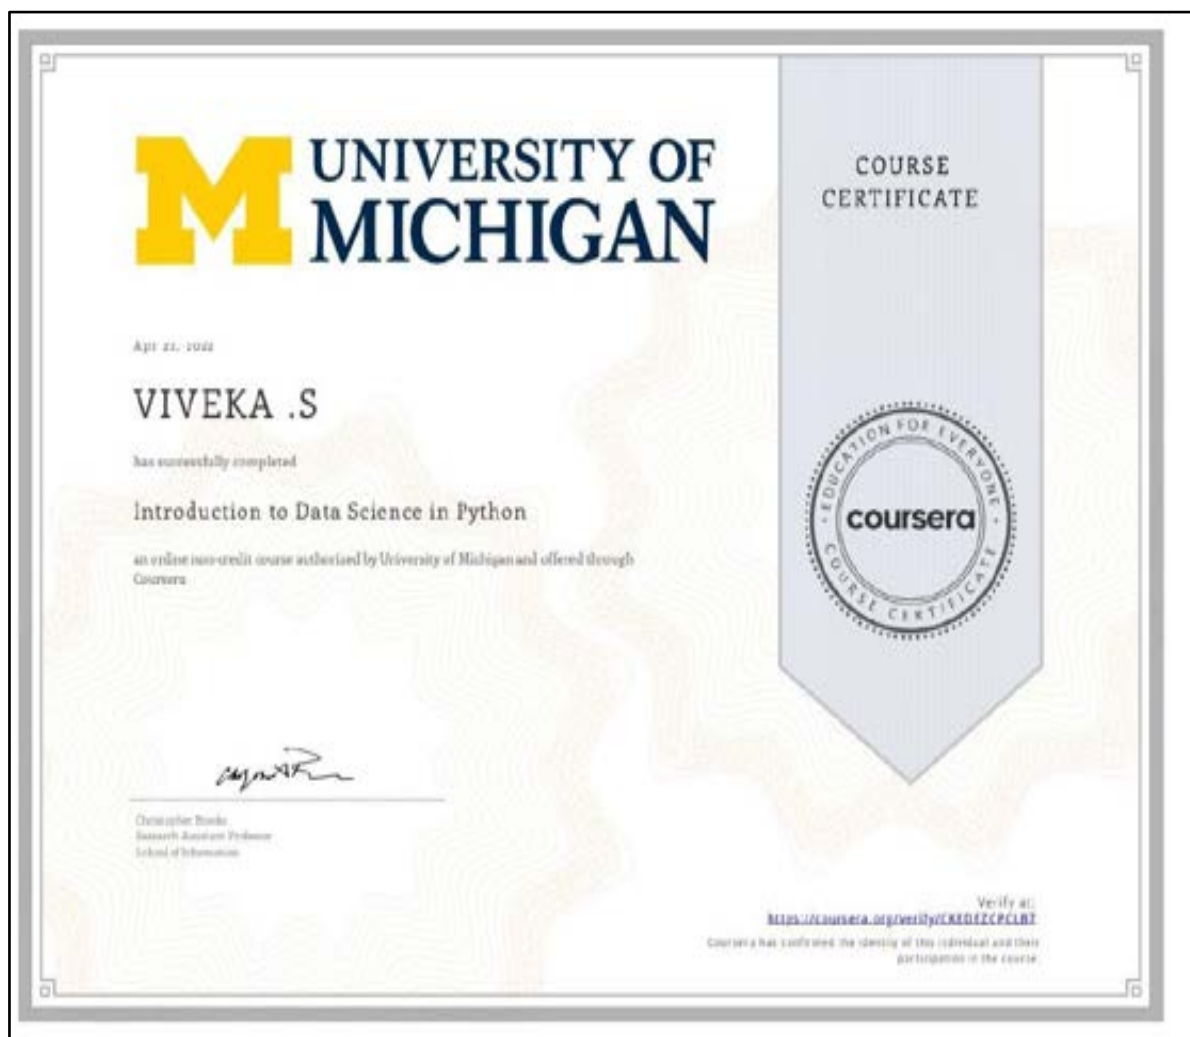 UNIVERSITY OF
MICHIGAN
COURSE
CERTIFICATE
VIVEKA .S
has successfully completed
Introduction to Data Science in Python
an online non-credit course authorized by University of Michigan and offered through
Coursera
EDUCATION FOR EVERYONE
coursera
COURSE CERTIFICATE
Christopher Brooks
Research Assistant Professor
School of Information
Verify at:
Coursera has confirmed the identity of this individual and their
participation in the course.